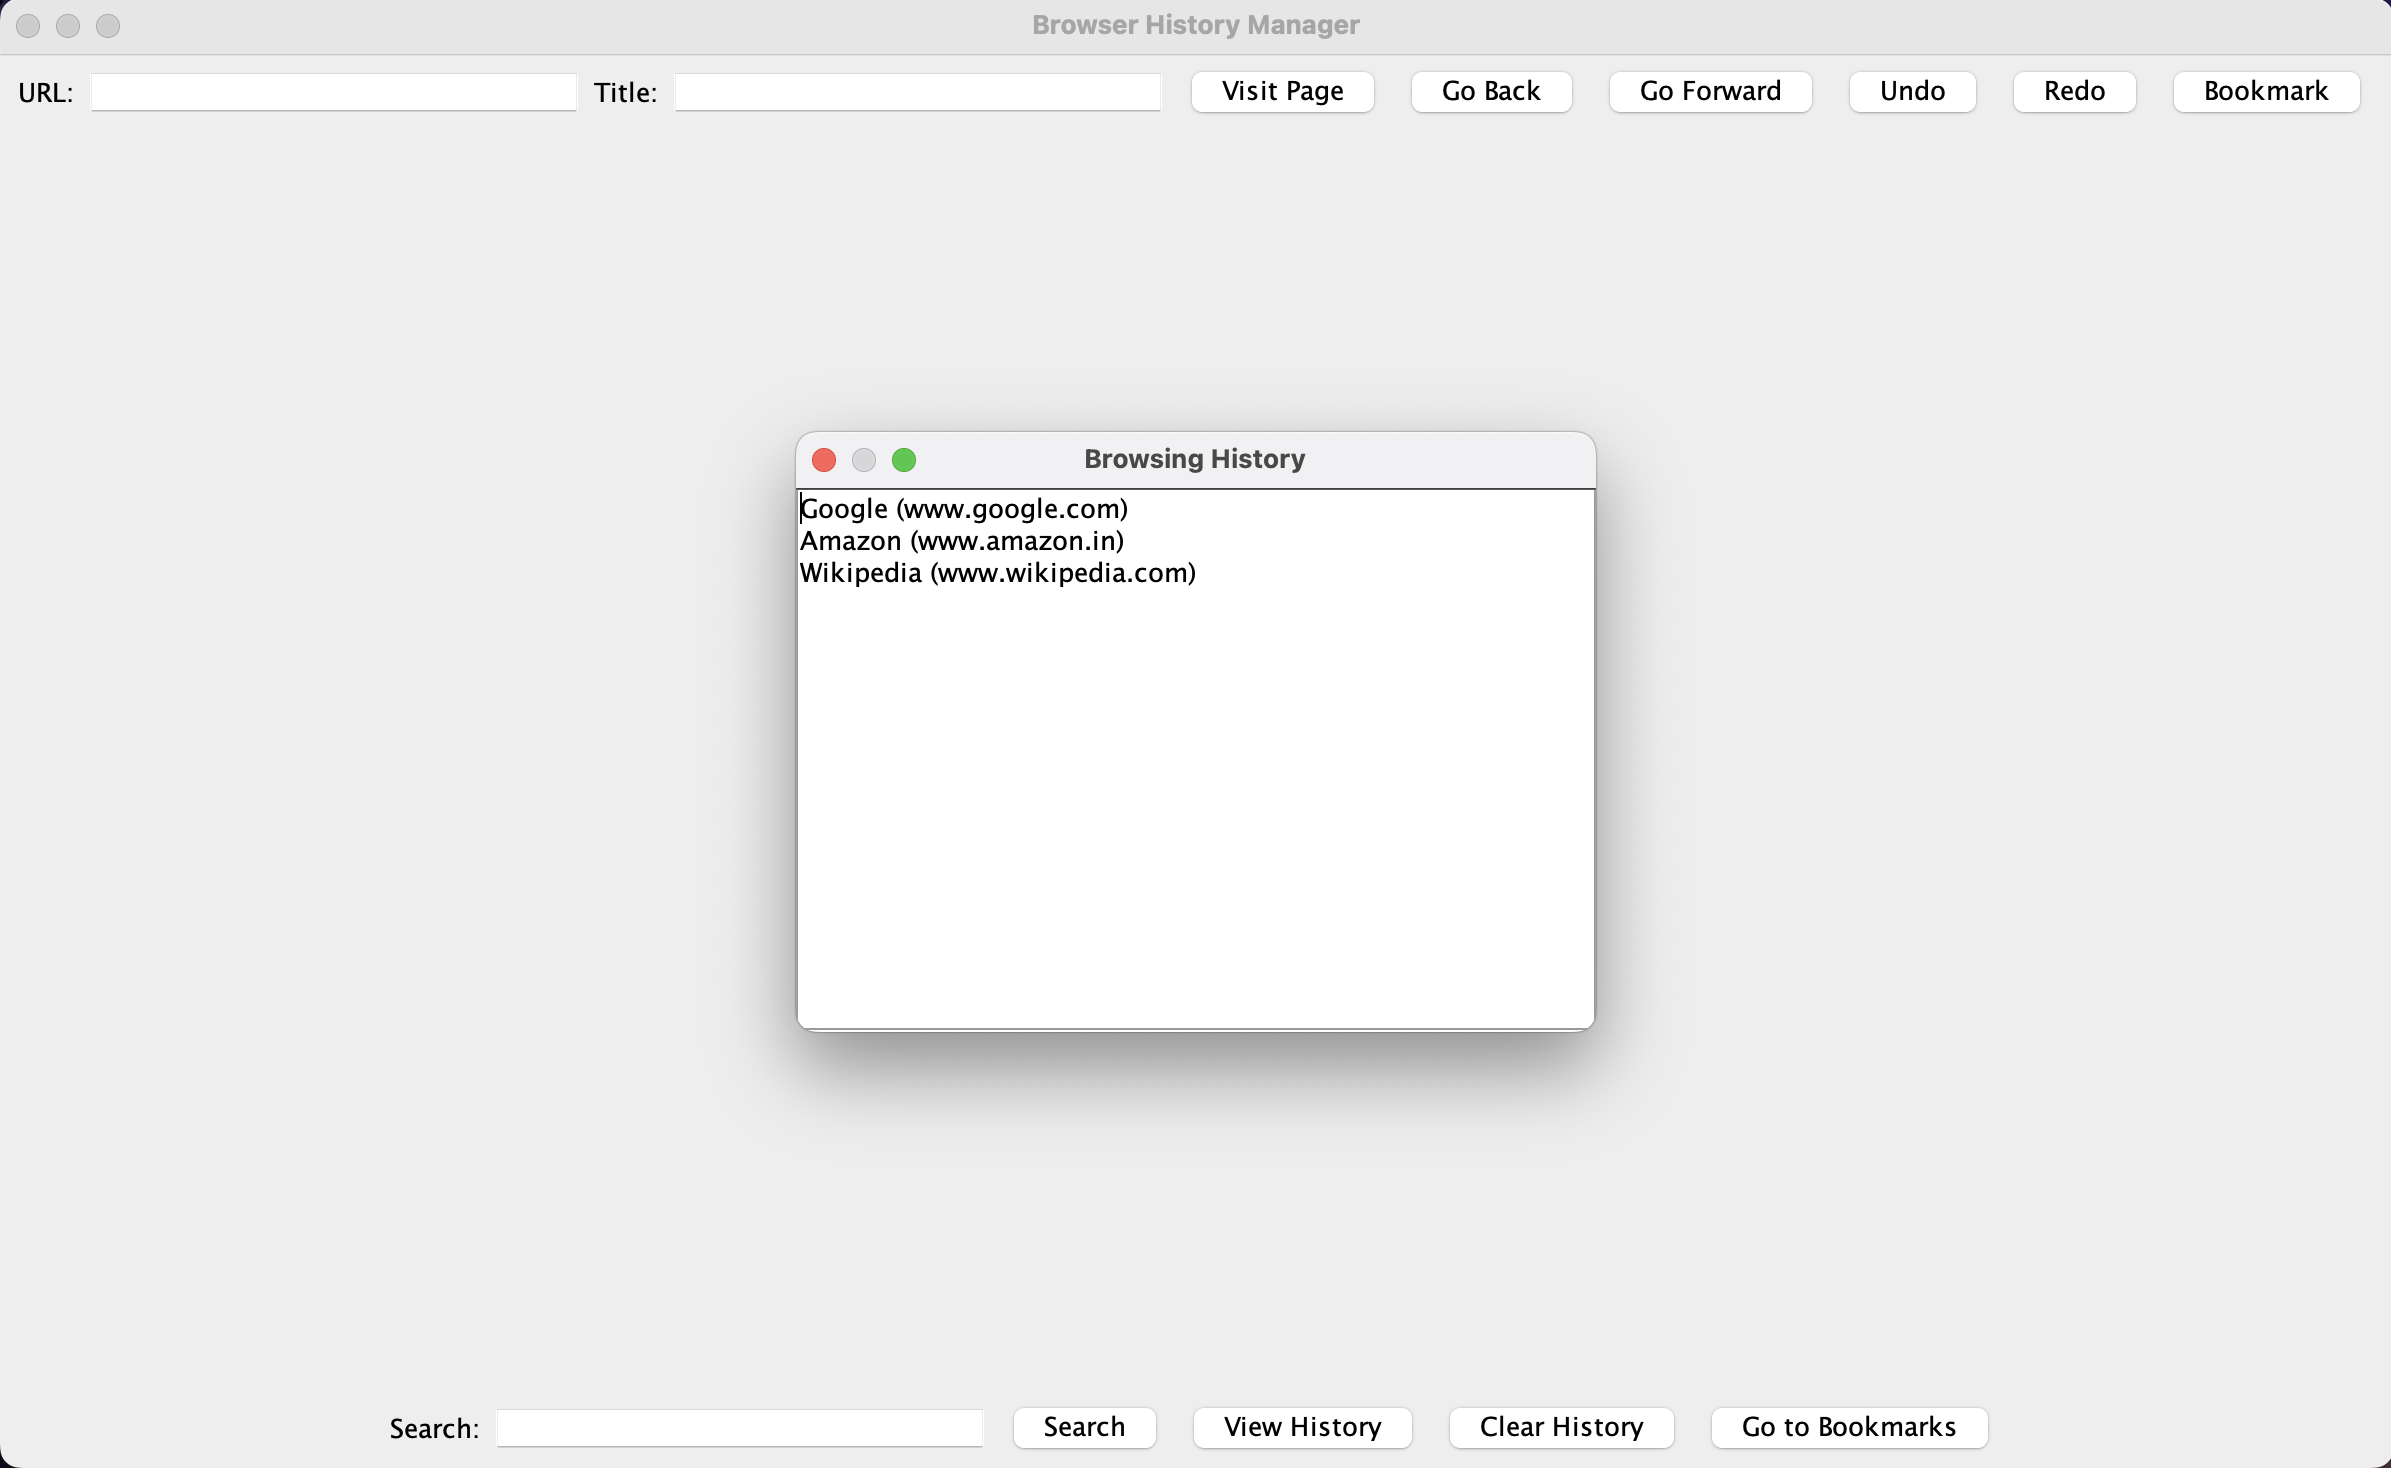 Browser History Manager
URL: Title: Visit Page Go Back Go Forward Undo Redo Bookmark
Browsing History
Google (www.google.com)
Amazon (www.amazon.in)
Wikipedia (www.wikipedia.com)
Search: Search View History Clear History Go to Bookmarks